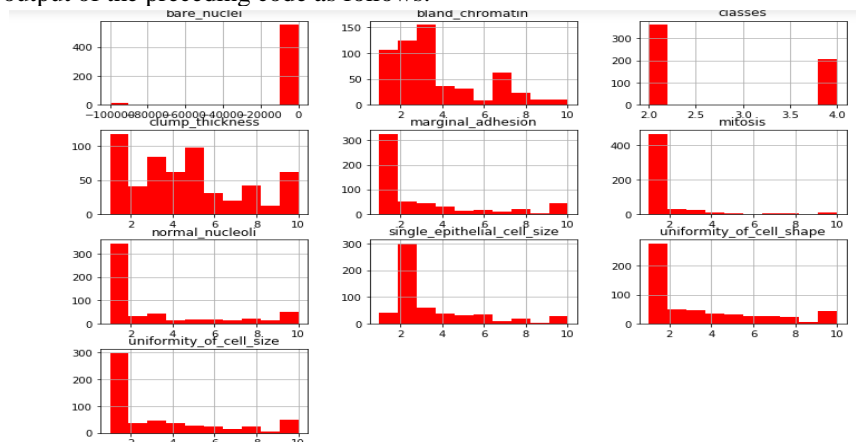 output of the preceding code as follows:
bare_nuclei
400
200
0
−100000 −80000 −60000 −40000 −20000 0
bland_chromatin
150
100
50
0
2 4 6 8 10
classes
300
200
100
0
2.0 2.5 3.0 3.5 4.0
clump_thickness
100
50
0
2 4 6 8 10
marginal_adhesion
300
200
100
0
2 4 6 8 10
mitosis
400
200
0
2 4 6 8 10
normal_nucleoli
300
200
100
0
2 4 6 8 10
single_epithelial_cell_size
300
200
100
0
2 4 6 8 10
uniformity_of_cell_shape
200
100
0
2 4 6 8 10
uniformity_of_cell_size
300
200
100
0
2 4 6 8 10